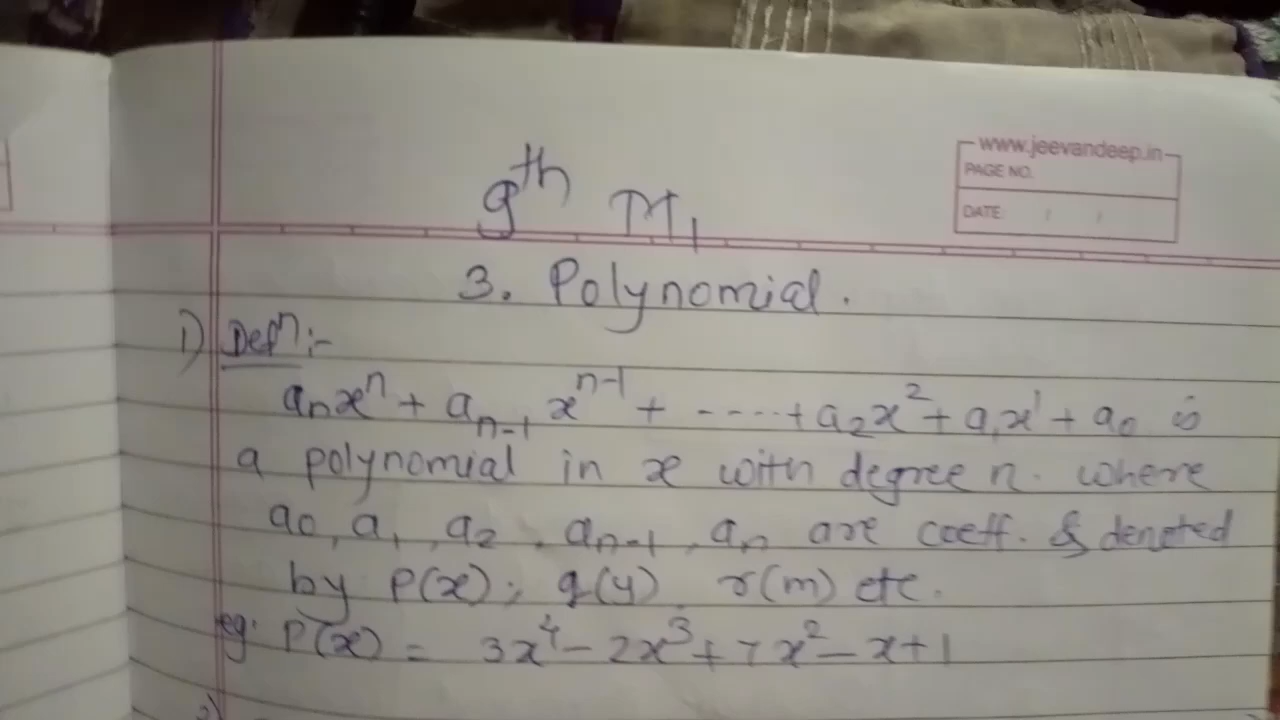 www.jeevandeep.in
PAGE NO.
DATE: / /
9th M1
3. Polynomial.
1) Defn:-
aₙxⁿ + aₙ₋₁ xⁿ⁻¹ + -----+ a₂x² + a₁x¹ + a₀ is
a polynomial in x with degree n. where
a₀, a₁, a₂, aₙ₋₁, aₙ are coeff. & denoted
by P(x); q(y), r(m) etc.
eg. P(x) = 3x⁴ - 2x³ + 7x² - x + 1
2)